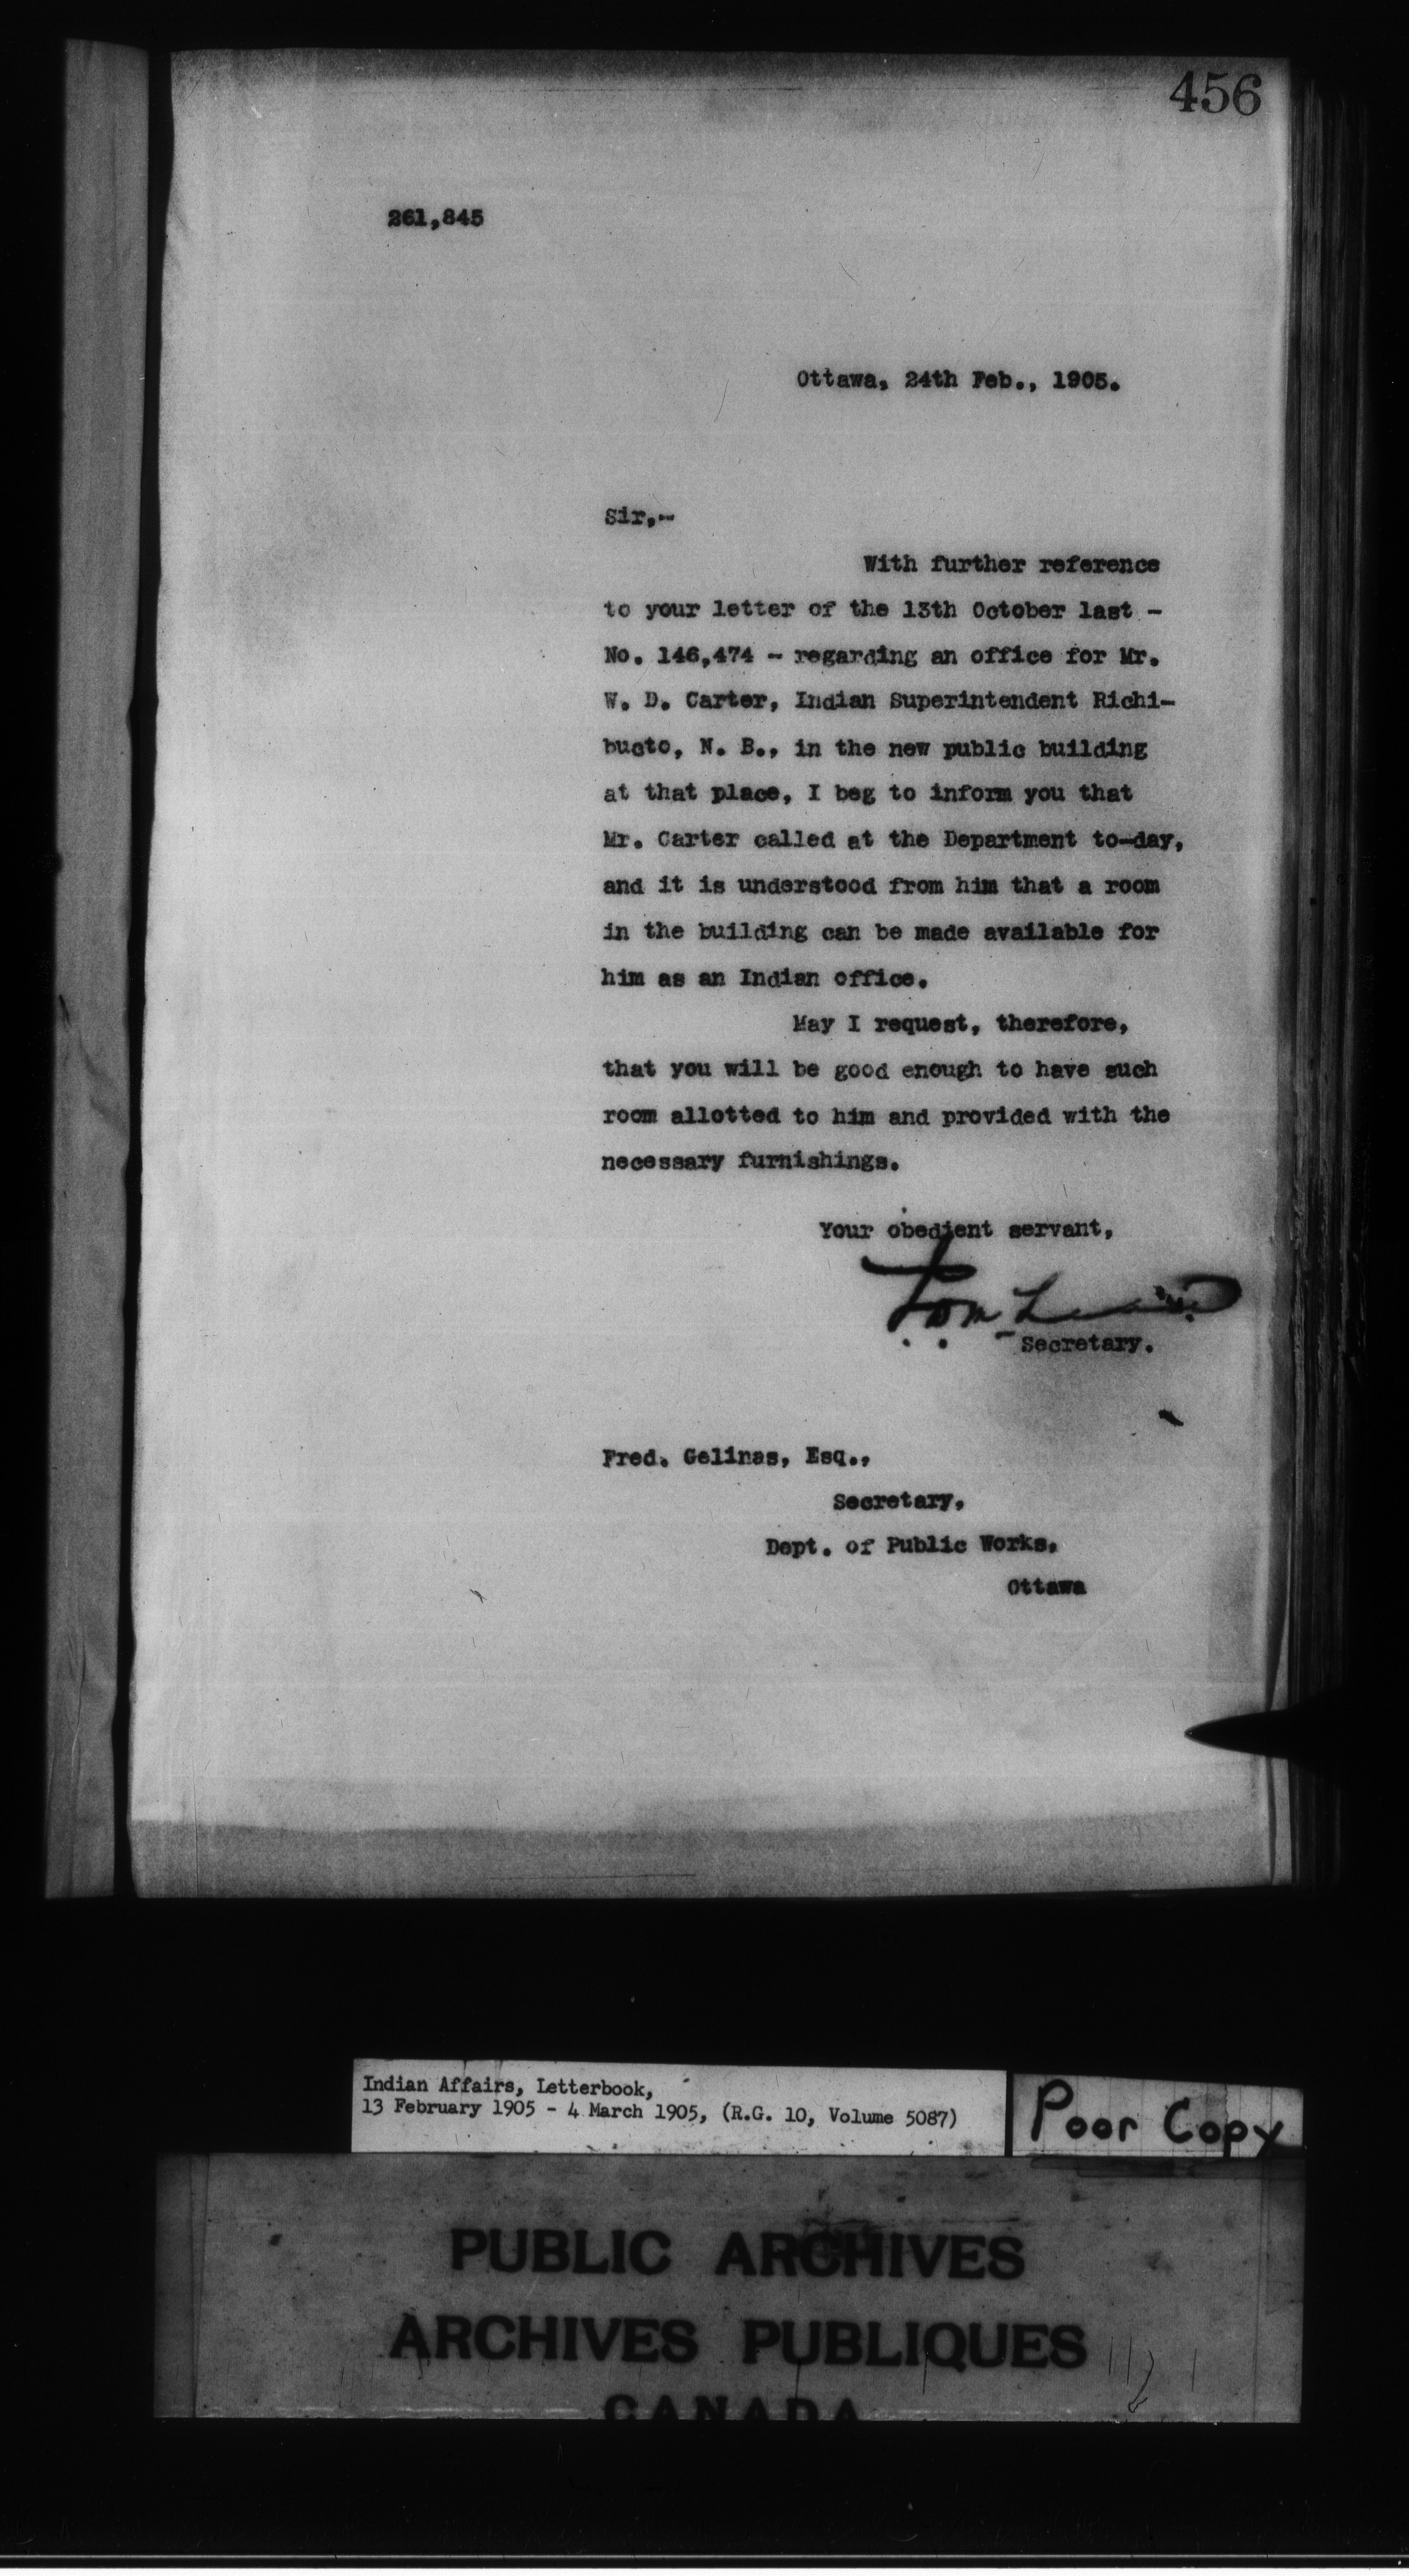 456
261,845
Ottawa, 24th Feb., 1905.
Sir,-
With further reference
to your letter of the 13th October last -
No. 146,474 - regarding an office for Mr.
W. D. Carter, Indian Superintendent Richi-
bucto, N. B., in the new public building
at that place, I beg to inform you that
Mr. Carter called at the Department to-day,
and it is understood from him that a room
in the building can be made available for
him as an Indian office.
May I request, therefore,
that you will be good enough to have such
room allotted to him and provided with the
necessary furnishings.
Your obedient servant,
Secretary.
Fred. Gelinas, Esq.,
Secretary,
Dept. of Public Works,
Ottawa
Indian Affairs, Letterbook,
13 February 1905 - 4 March 1905, (R.G. 10, Volume 5087)
Poor Copy
PUBLIC ARCHIVES
ARCHIVES PUBLIQUES
CANADA